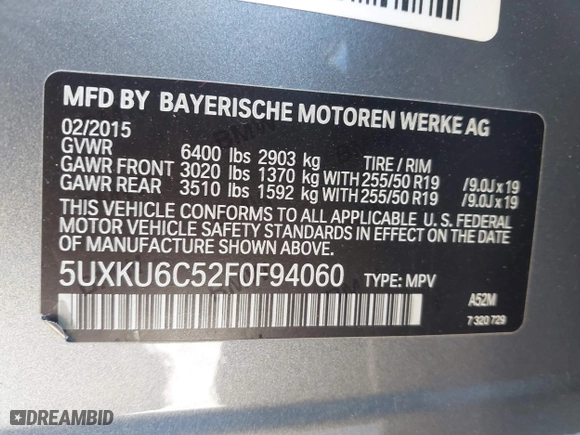 MFD BY BAYERISCHE MOTOREN WERKE AG
02/2015
GVWR 6400 lbs 2903 kg TIRE / RIM
GAWR FRONT 3020 lbs 1370 kg WITH 255/50 R19 /9.0J x 19
GAWR REAR 3510 lbs 1592 kg WITH 255/50 R19 /9.0J x 19
THIS VEHICLE CONFORMS TO ALL APPLICABLE U. S. FEDERAL
MOTOR VEHICLE SAFETY STANDARDS IN EFFECT ON THE
DATE OF MANUFACTURE SHOWN ABOVE.
5UXKU6C52F0F94060 TYPE: MPV
A52M
7 320 729
DREAMBID